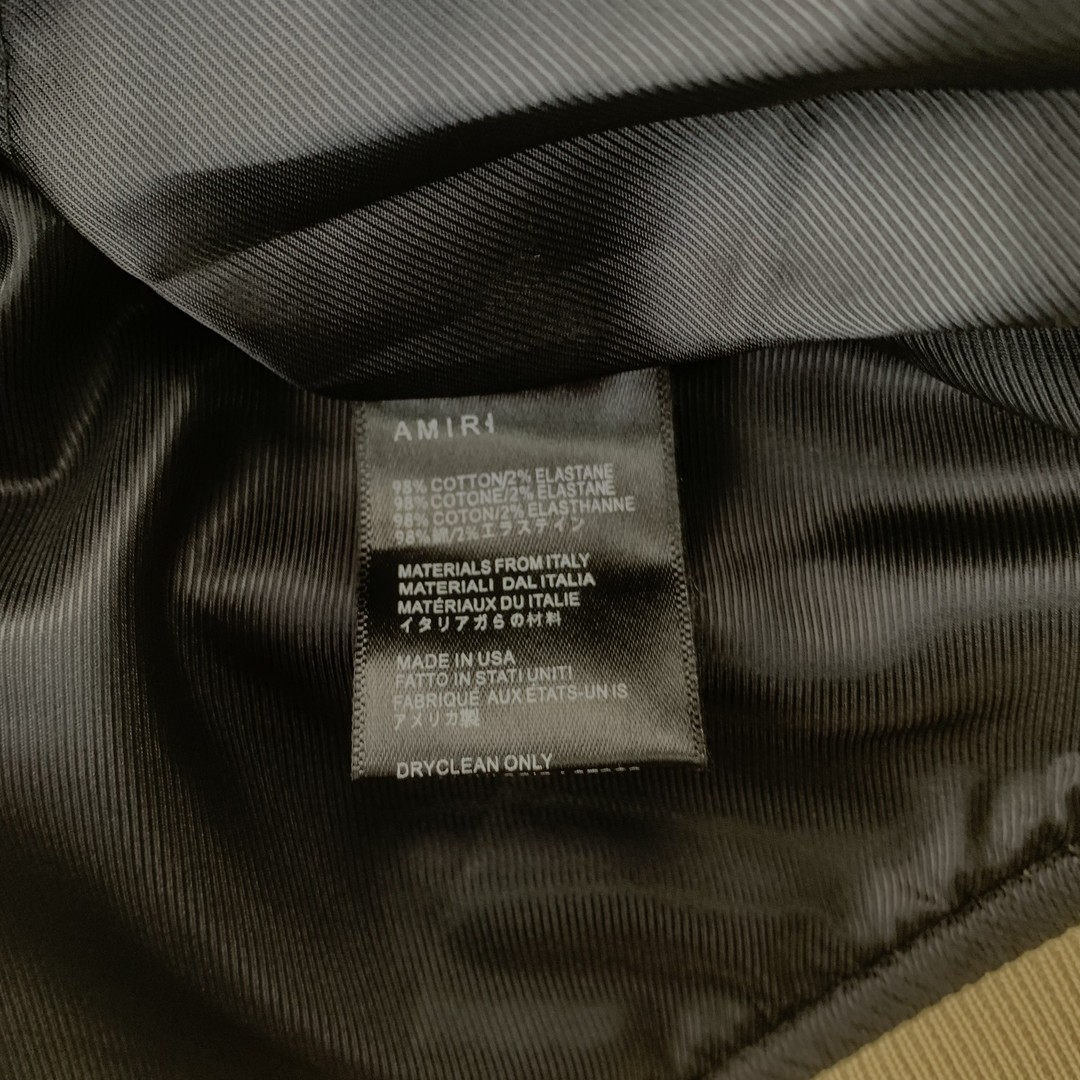 AMIRI
98% COTTON/2% ELASTANE
98% COTONE/2% ELASTANE
98% COTON/2% ELASTHANNE
98%綿/2%エラステイン
MATERIALS FROM ITALY
MATERIALI DAL ITALIA
MATÉRIAUX DU ITALIE
イタリアガらの材料
MADE IN USA
FATTO IN STATI UNITI
FABRIQUÉ AUX ÉTATS-UN IS
アメリカ製
DRYCLEAN ONLY